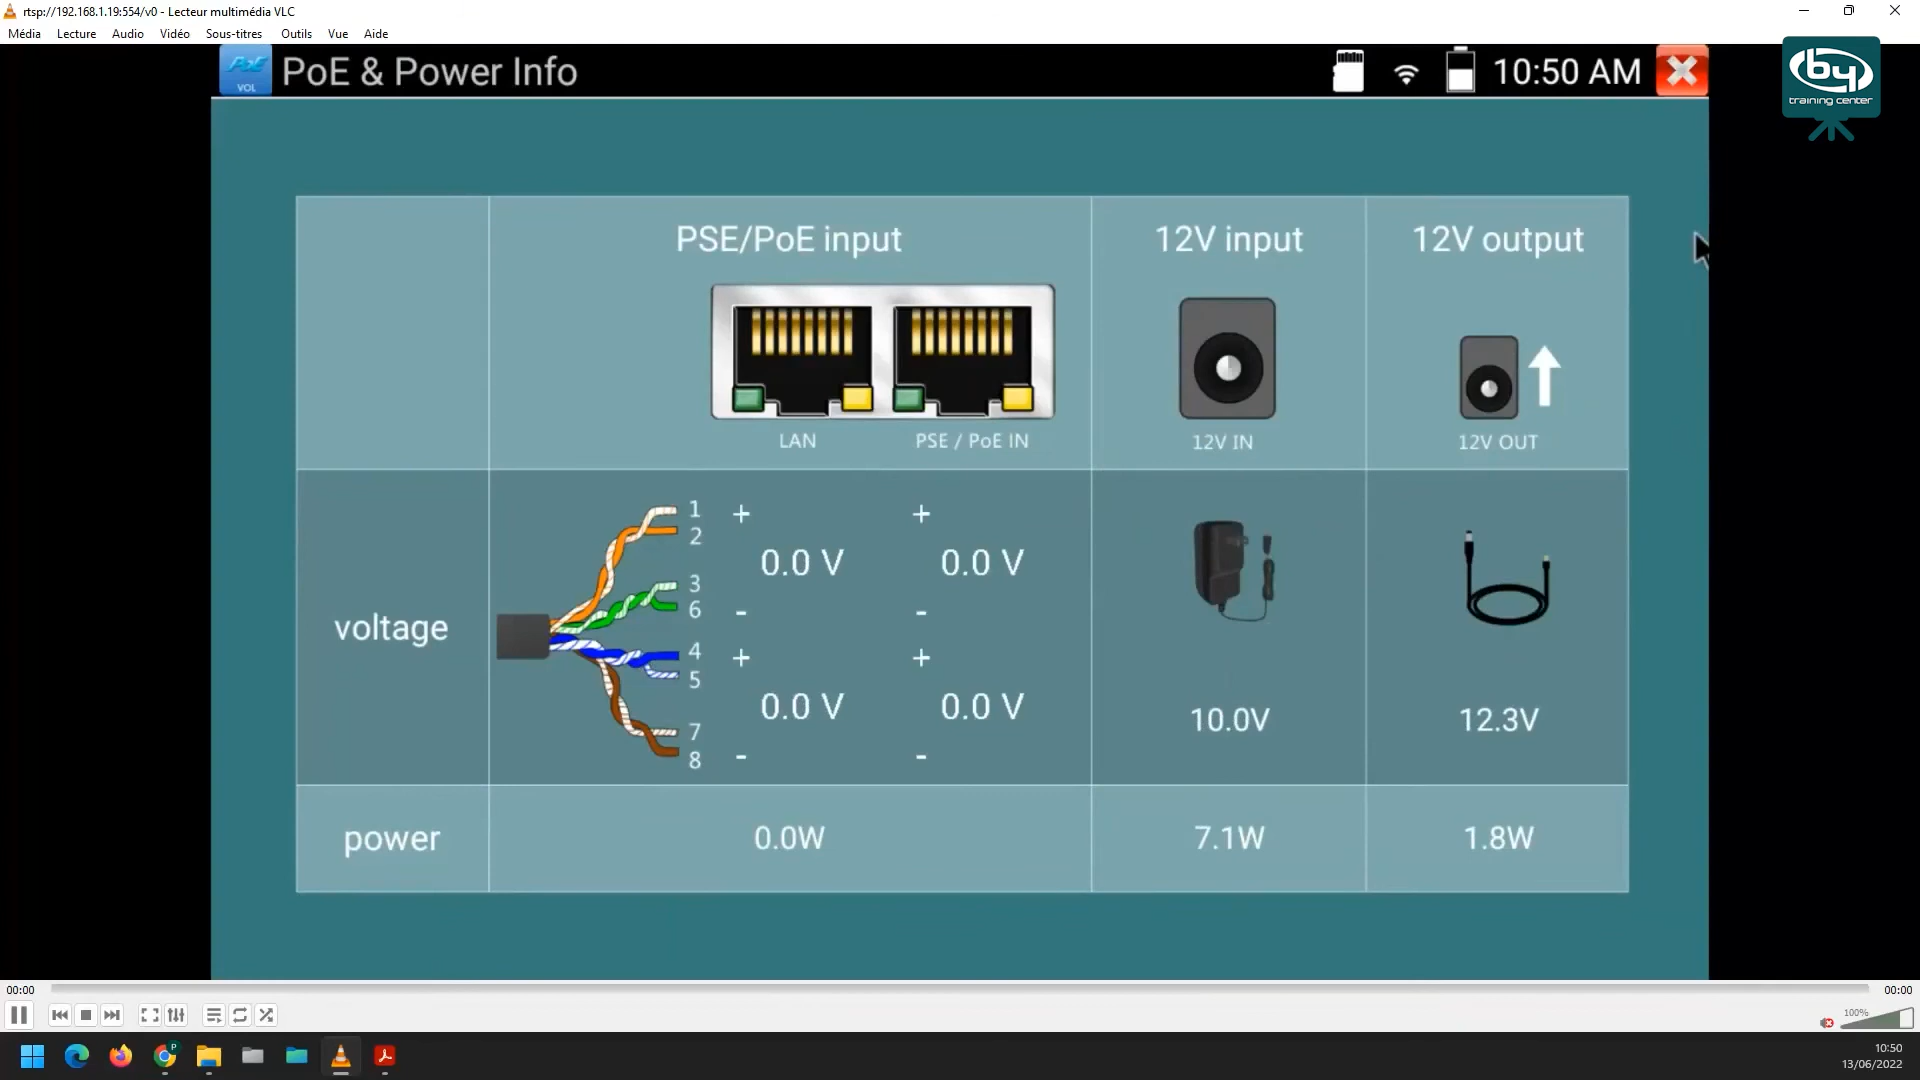 rtsp://192.168.1.19:554/v0 - Lecteur multimédia VLC
Média Lecture Audio Vidéo Sous-titres Outils Vue Aide
PoE VOL PoE & Power Info 10:50 AM
by
training center
PSE/PoE input 12V input 12V output
LAN PSE / PoE IN 12V IN 12V OUT
1 + +
2
0.0 V 0.0 V
3
6 - -
voltage
4 + +
5
0.0 V 0.0 V 10.0V 12.3V
7
8 - -
power 0.0W 7.1W 1.8W
00:00 00:00
100%
P
10:50
13/06/2022